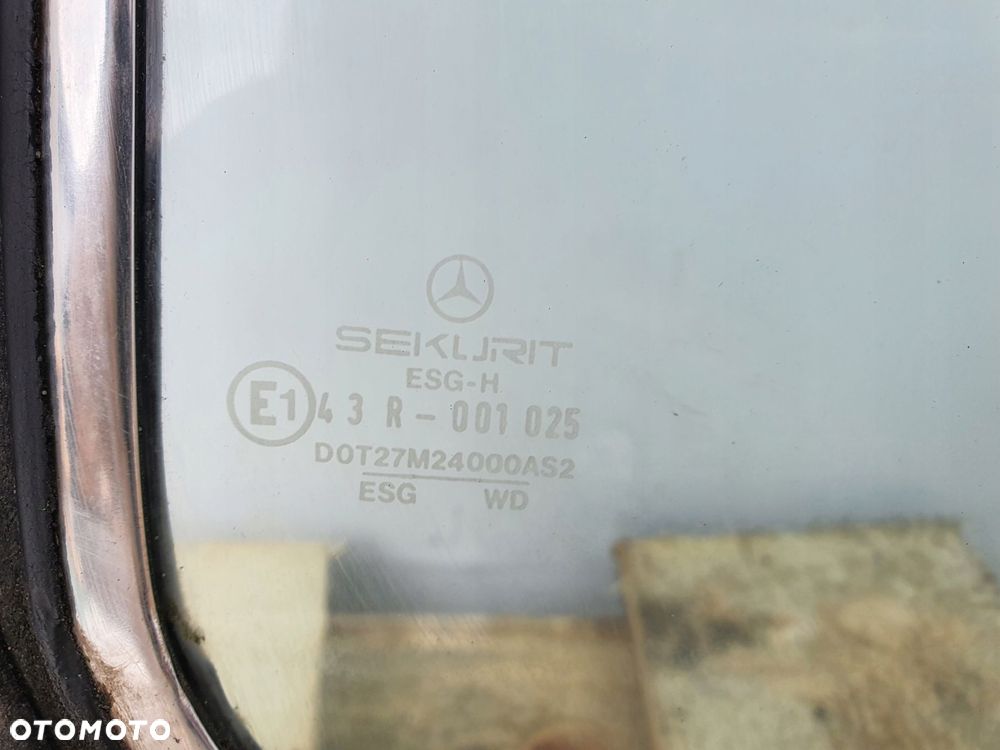 SEKURIT
ESG-H
E1 43 R-001 025
DOT27M24000AS2
ESG WD
OTOMOTO